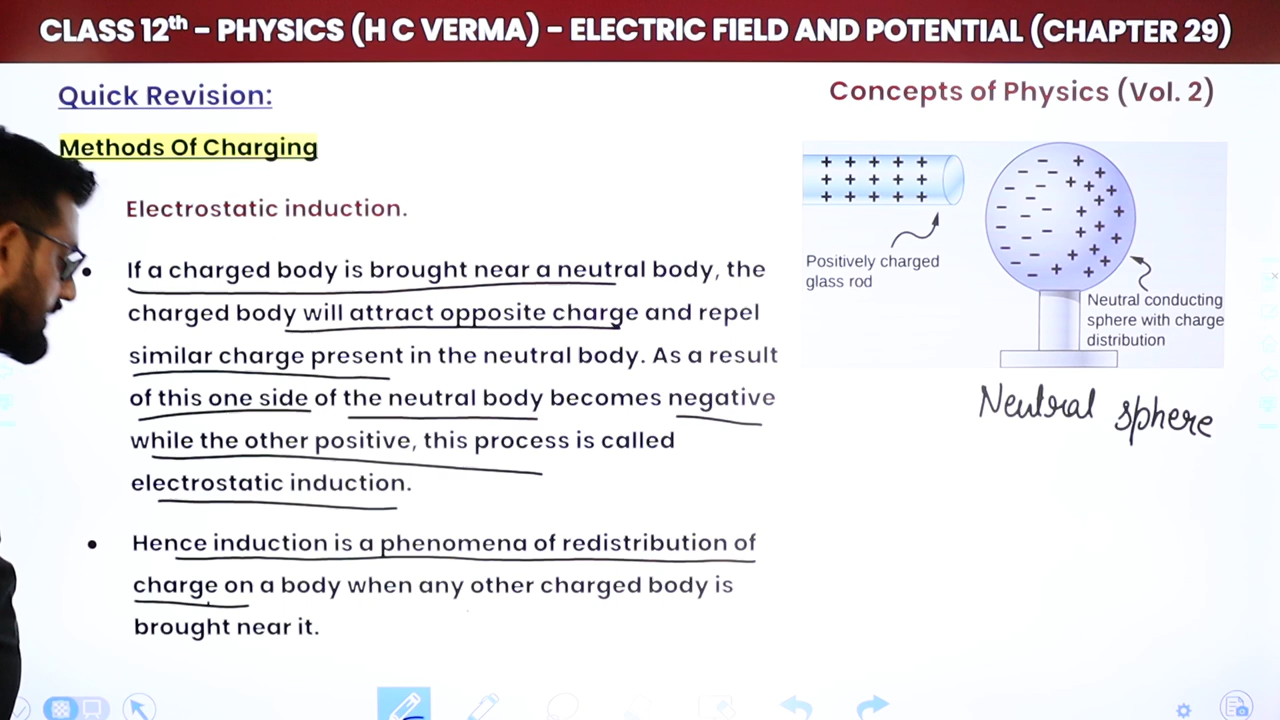 CLASS 12th – PHYSICS (H C VERMA) – ELECTRIC FIELD AND POTENTIAL (CHAPTER 29)
Quick Revision:
Concepts of Physics (Vol. 2)
Methods Of Charging
Electrostatic induction.
• If a charged body is brought near a neutral body, the
charged body will attract opposite charge and repel
similar charge present in the neutral body. As a result
of this one side of the neutral body becomes negative
while the other positive, this process is called
electrostatic induction.
• Hence induction is a phenomena of redistribution of
charge on a body when any other charged body is
brought near it.
Positively charged
glass rod
Neutral conducting
sphere with charge
distribution
Neutral sphere